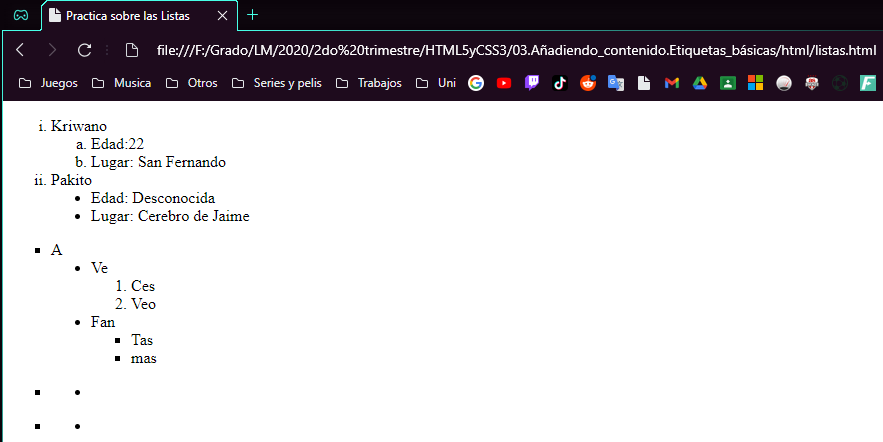 Practica sobre las Listas
file:///F:/Grado/LM/2020/2do%20trimestre/HTML5yCSS3/03.Añadiendo_contenido.Etiquetas_básicas/html/listas.html
Juegos Musica Otros Series y pelis Trabajos Uni
i. Kriwano
a. Edad:22
b. Lugar: San Fernando
ii. Pakito
• Edad: Desconocida
• Lugar: Cerebro de Jaime
▪ A
• Ve
1. Ces
2. Veo
• Fan
▪ Tas
▪ mas